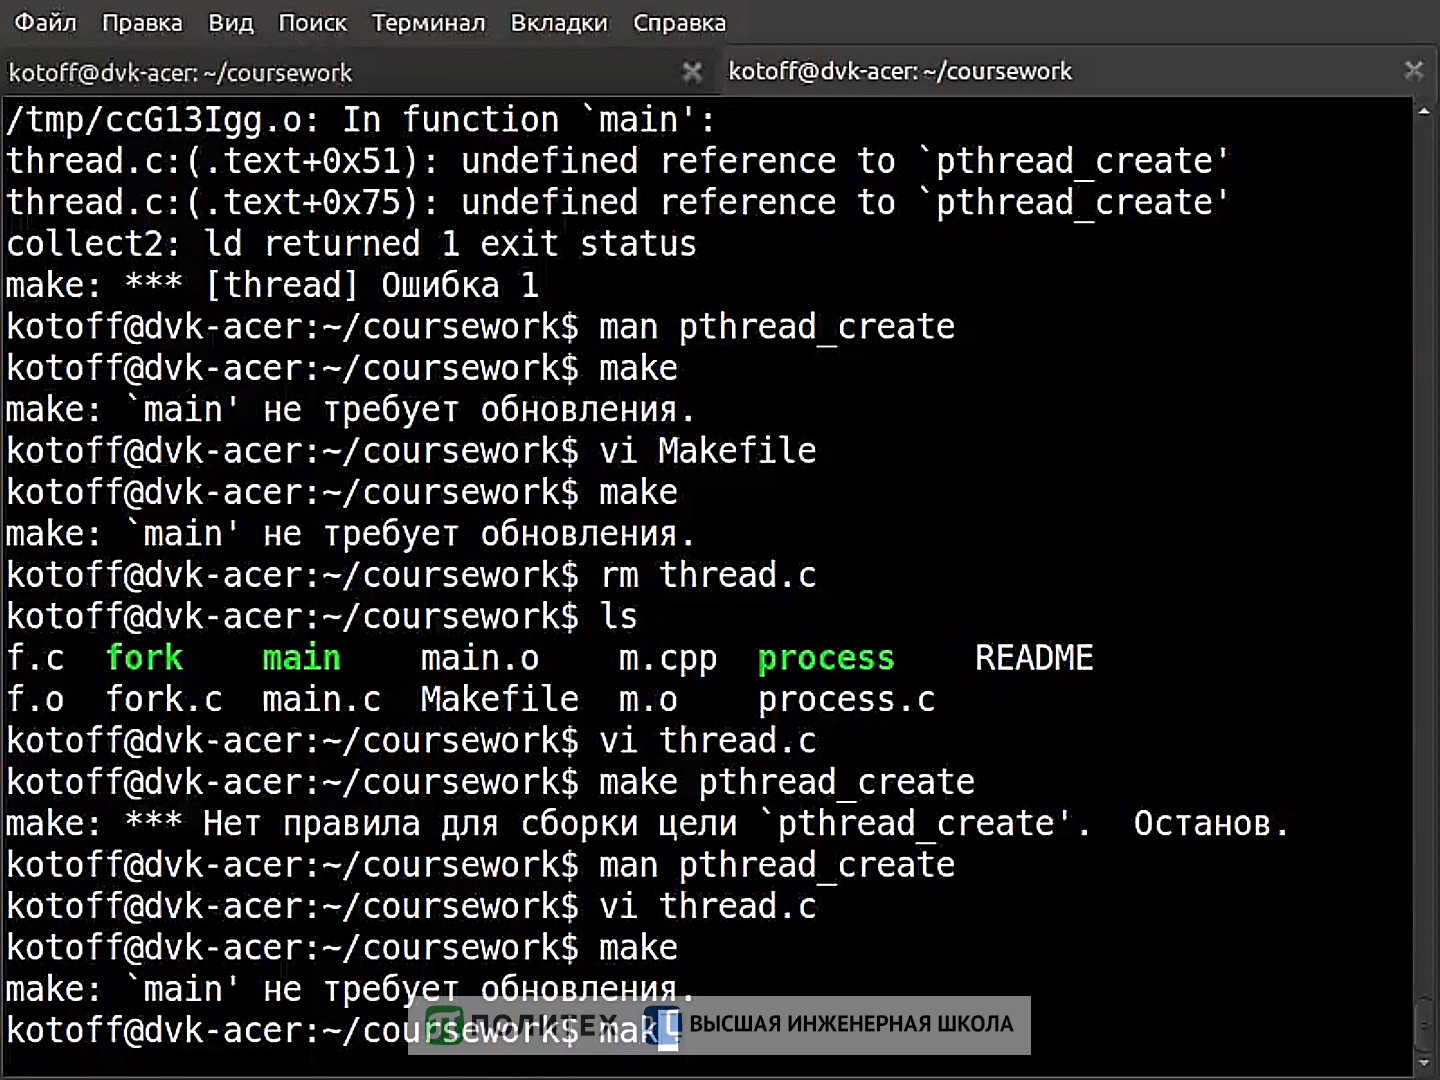 Файл Правка Вид Поиск Терминал Вкладки Справка
kotoff@dvk-acer: ~/coursework kotoff@dvk-acer: ~/coursework
/tmp/ccG13Igg.o: In function `main':
thread.c:(.text+0x51): undefined reference to `pthread_create'
thread.c:(.text+0x75): undefined reference to `pthread_create'
collect2: ld returned 1 exit status
make: *** [thread] Ошибка 1
kotoff@dvk-acer:~/coursework$ man pthread_create
kotoff@dvk-acer:~/coursework$ make
make: `main' не требует обновления.
kotoff@dvk-acer:~/coursework$ vi Makefile
kotoff@dvk-acer:~/coursework$ make
make: `main' не требует обновления.
kotoff@dvk-acer:~/coursework$ rm thread.c
kotoff@dvk-acer:~/coursework$ ls
f.c fork main main.o m.cpp process README
f.o fork.c main.c Makefile m.o process.c
kotoff@dvk-acer:~/coursework$ vi thread.c
kotoff@dvk-acer:~/coursework$ make pthread_create
make: *** Нет правила для сборки цели `pthread_create'. Останов.
kotoff@dvk-acer:~/coursework$ man pthread_create
kotoff@dvk-acer:~/coursework$ vi thread.c
kotoff@dvk-acer:~/coursework$ make
make: `main' не требует обновления.
kotoff@dvk-acer:~/coursework$ mak
ПОЛИТЕХ ВЫСШАЯ ИНЖЕНЕРНАЯ ШКОЛА